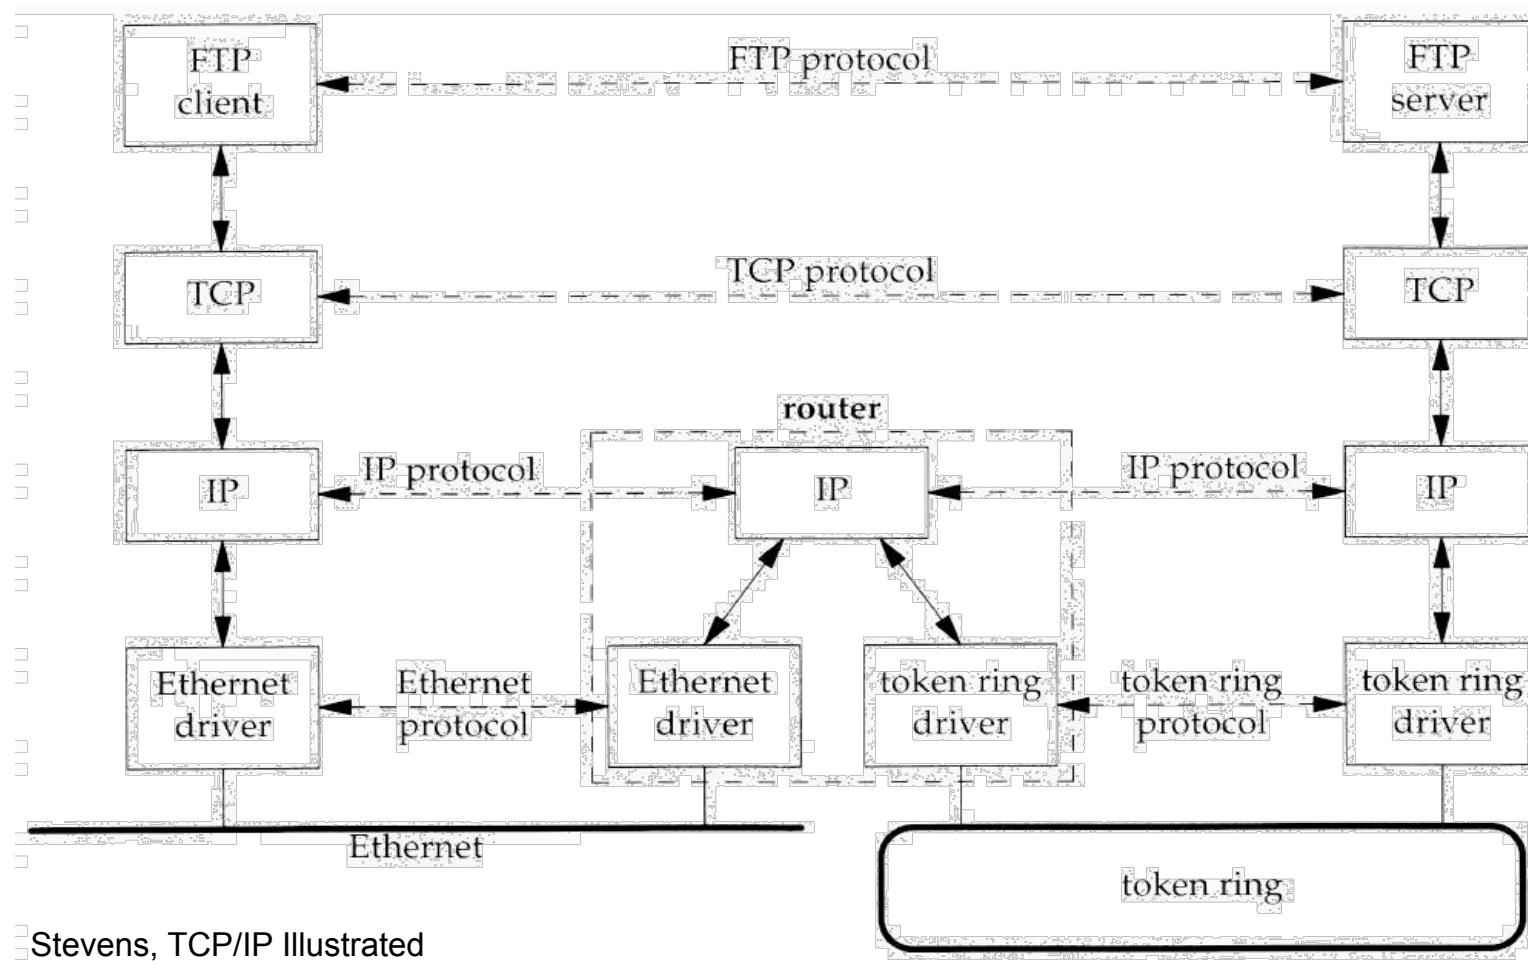 FTP
client
FTP protocol
FTP
server
TCP
TCP protocol
TCP
router
IP
IP protocol
IP
IP protocol
IP
Ethernet
driver
Ethernet
protocol
Ethernet
driver
token ring
driver
token ring
protocol
token ring
driver
Ethernet
token ring
Stevens, TCP/IP Illustrated